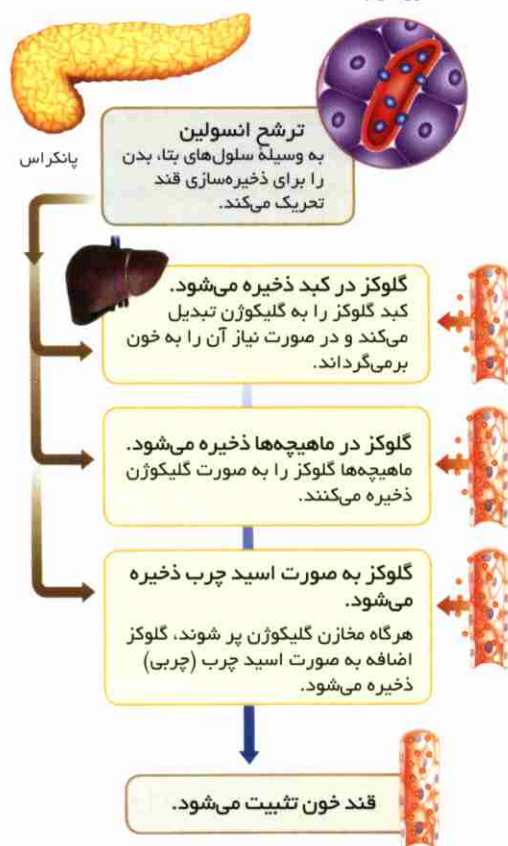 ترشح انسولین
به وسیلهٔ سلول‌های بتا، بدن
را برای ذخیره‌سازی قند
تحریک می‌کند.
پانکراس
گلوکز در کبد ذخیره می‌شود.
کبد گلوکز را به گلیکوژن تبدیل
می‌کند و در صورت نیاز آن را به خون
برمی‌گرداند.
گلوکز در ماهیچه‌ها ذخیره می‌شود.
ماهیچه‌ها گلوکز را به صورت گلیکوژن
ذخیره می‌کنند.
گلوکز به صورت اسید چرب ذخیره
می‌شود.
هرگاه مخازن گلیکوژن پر شوند، گلوکز
اضافه به صورت اسید چرب (چربی)
ذخیره می‌شود.
قند خون تثبیت می‌شود.